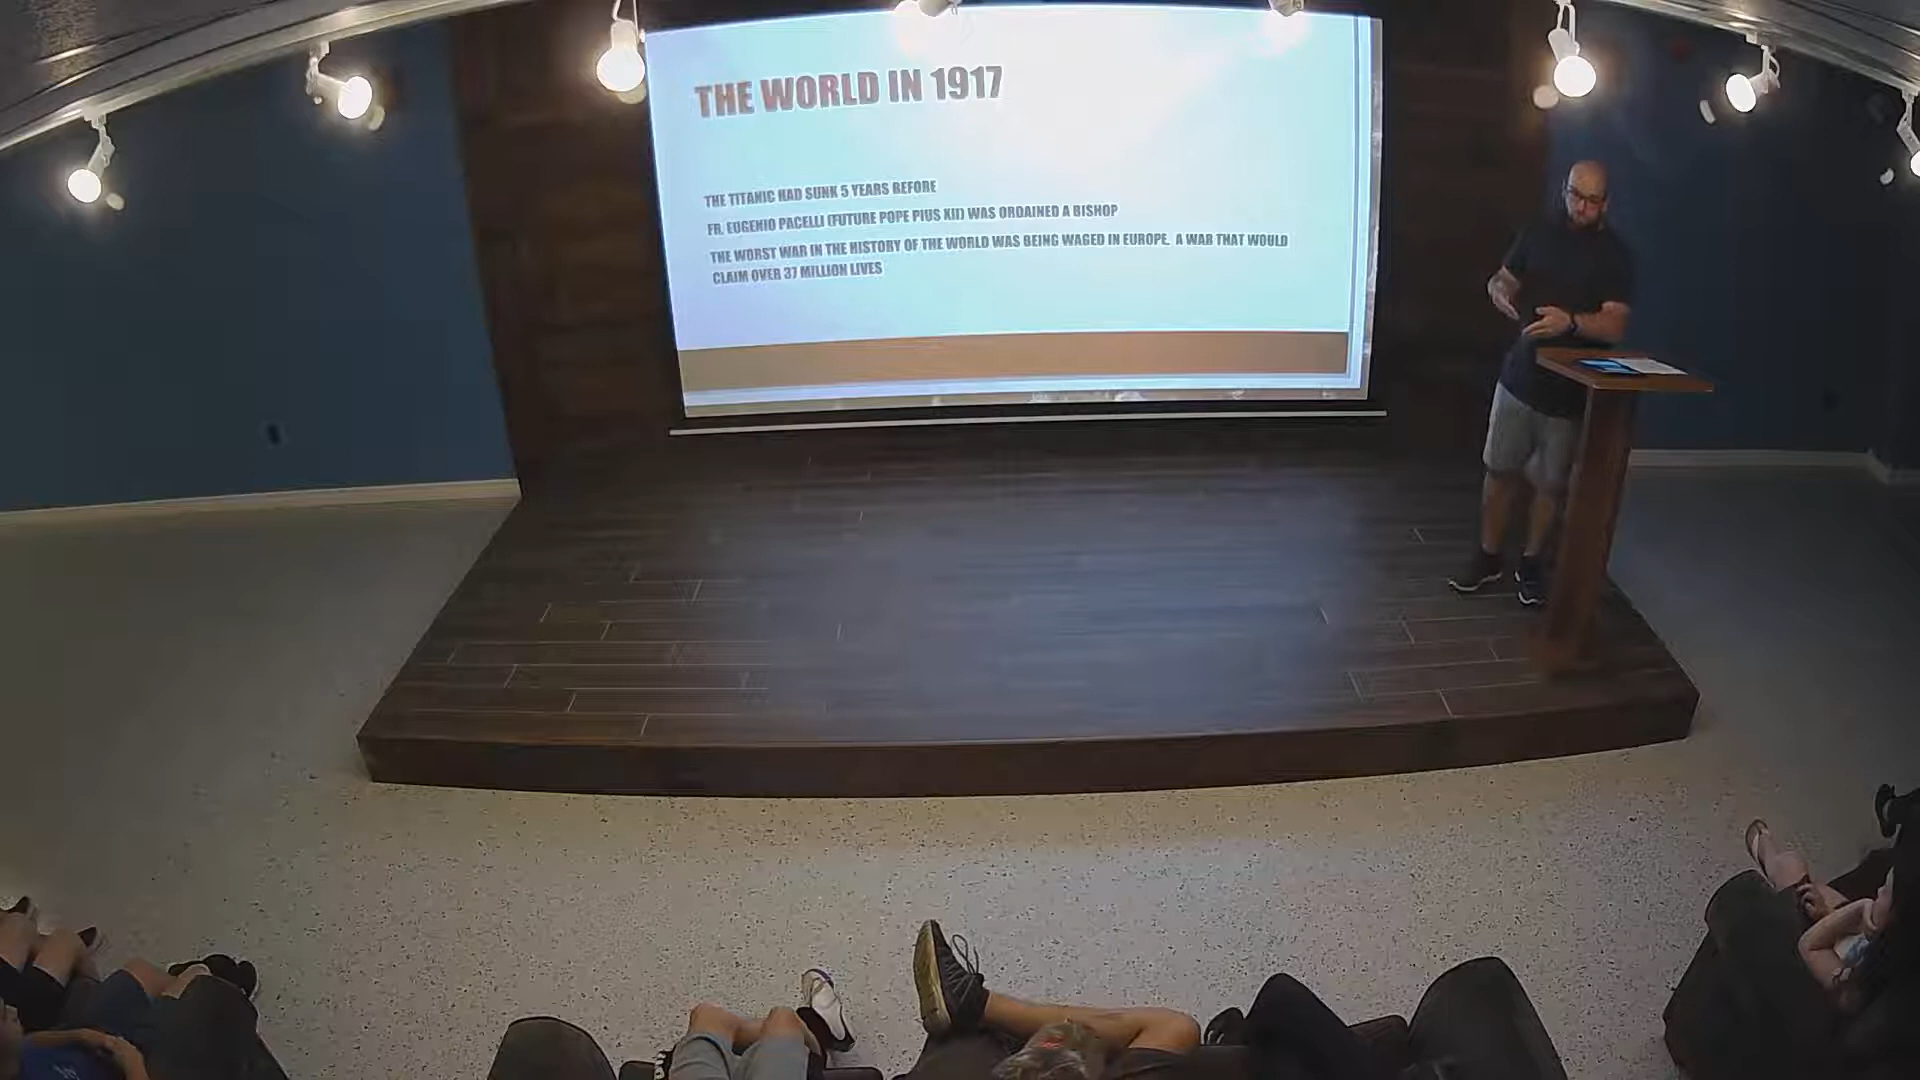 THE WORLD IN 1917
THE TITANIC HAD SUNK 5 YEARS BEFORE
FR. EUGENIO PACELLI (FUTURE POPE PIUS XII) WAS ORDAINED A BISHOP
THE WORST WAR IN THE HISTORY OF THE WORLD WAS BEING WAGED IN EUROPE. A WAR THAT WOULD
CLAIM OVER 37 MILLION LIVES